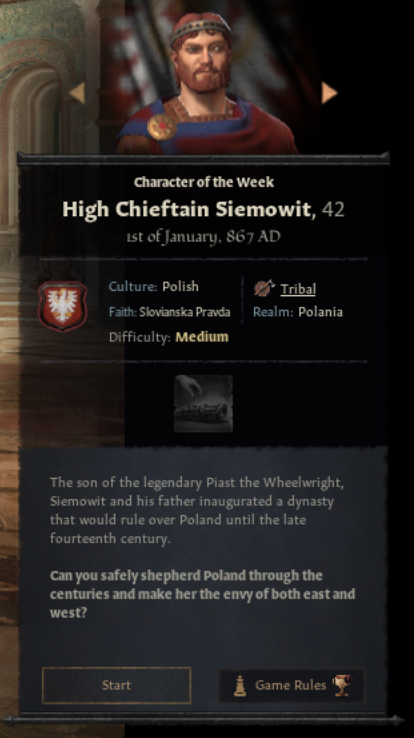 Character of the Week
High Chieftain Siemowit, 42
1st of January, 867 AD
Culture: Polish
Tribal
Faith: Slovianska Pravda
Realm: Polania
Difficulty: Medium
The son of the legendary Piast the Wheelwright,
Siemowit and his father inaugurated a dynasty
that would rule over Poland until the late
fourteenth century.
Can you safely shepherd Poland through the
centuries and make her the envy of both east and
west?
Start
Game Rules